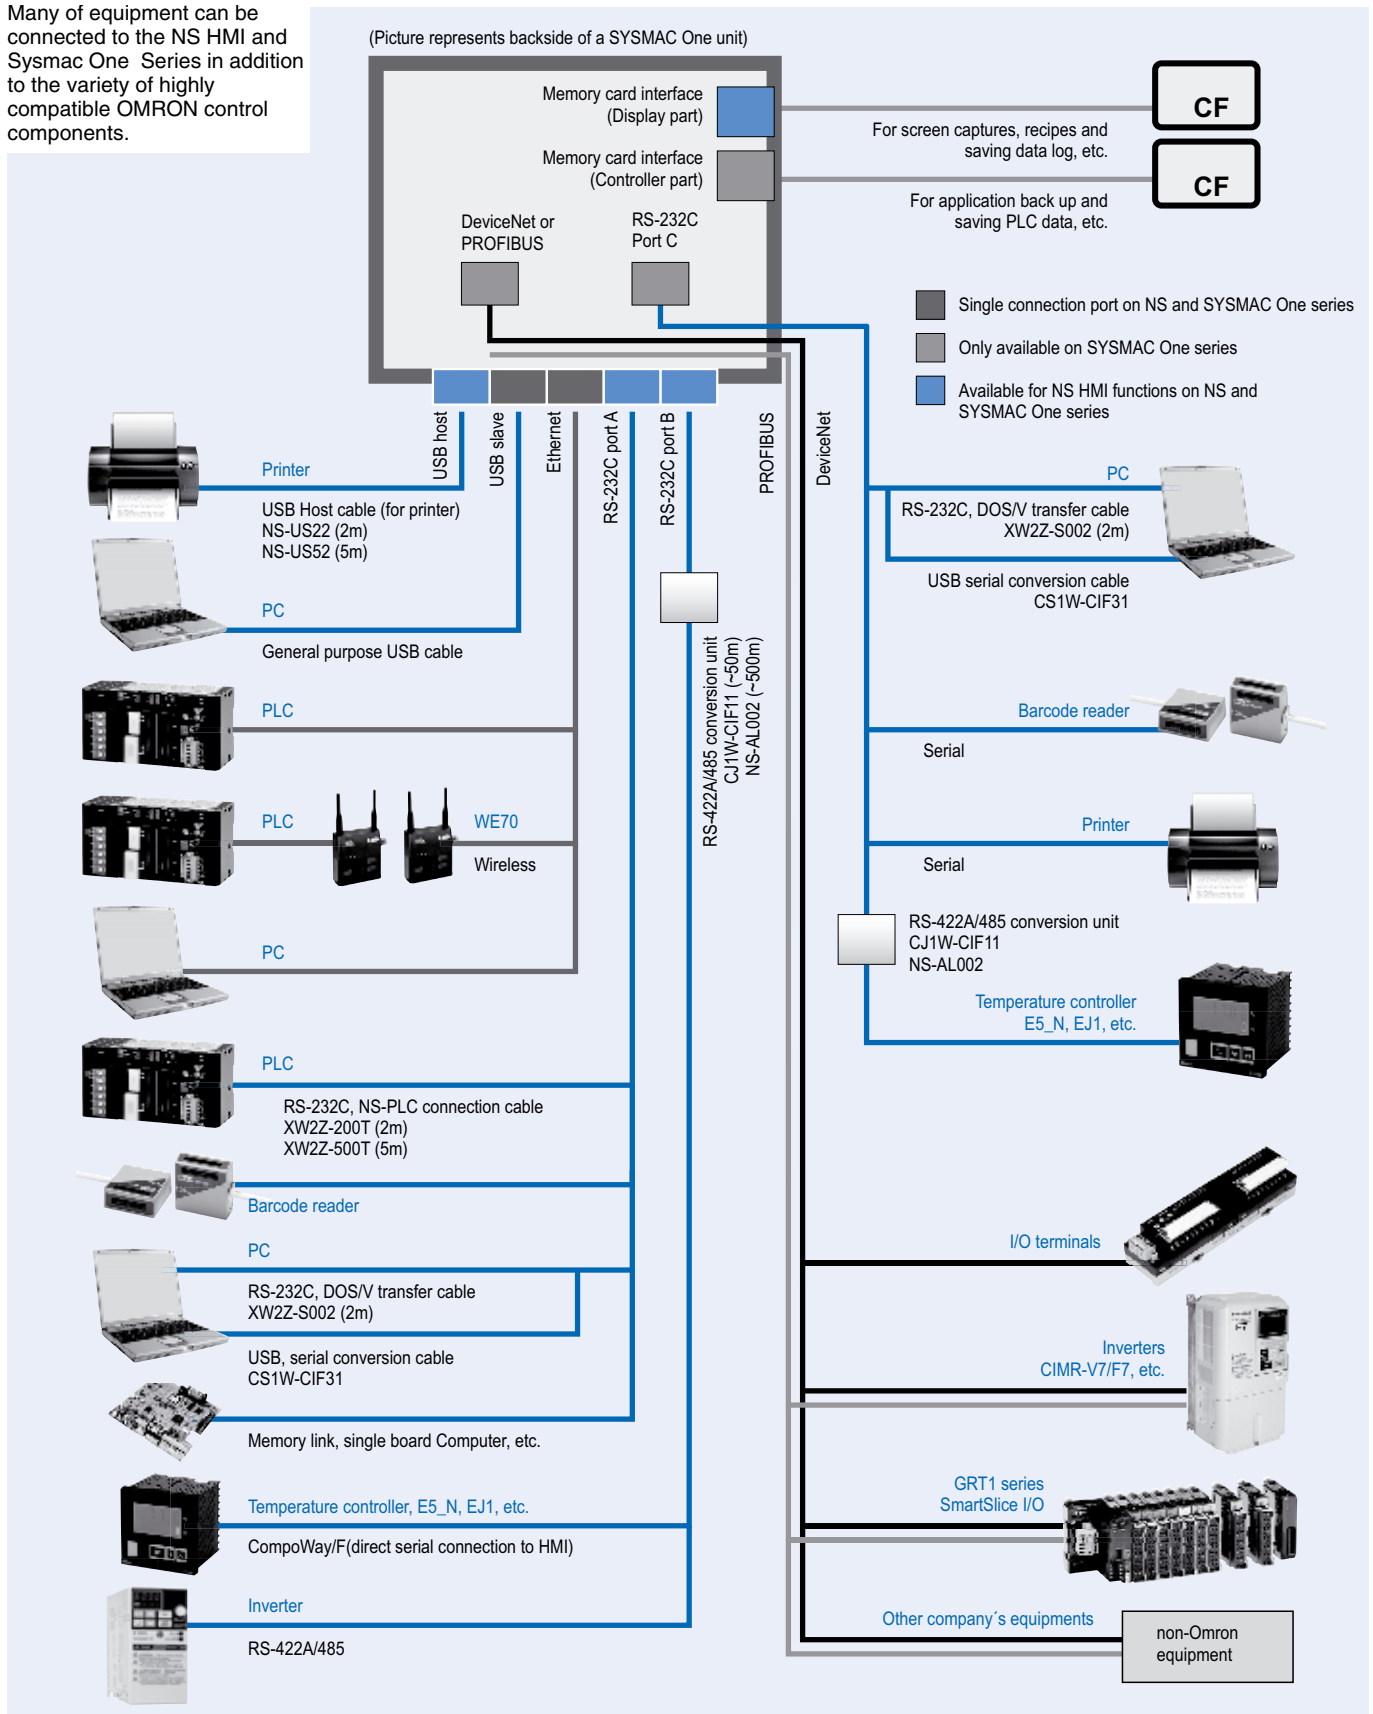 Many of equipment can be
connected to the NS HMI and
Sysmac One  Series in addition
to the variety of highly
compatible OMRON control
components.
(Picture represents backside of a SYSMAC One unit)
Memory card interface
(Display part)
CF
For screen captures, recipes and
saving data log, etc.
Memory card interface
(Controller part)
CF
For application back up and
saving PLC data, etc.
DeviceNet or
PROFIBUS
RS-232C
Port C
Single connection port on NS and SYSMAC One series
Only available on SYSMAC One series
Available for NS HMI functions on NS and
SYSMAC One series
USB host
USB slave
Ethernet
RS-232C port A
RS-232C port B
PROFIBUS
DeviceNet
Printer
USB Host cable (for printer)
NS-US22 (2m)
NS-US52 (5m)
PC
General purpose USB cable
PLC
PLC
WE70
Wireless
PC
PLC
RS-232C, NS-PLC connection cable
XW2Z-200T (2m)
XW2Z-500T (5m)
Barcode reader
PC
RS-232C, DOS/V transfer cable
XW2Z-S002 (2m)
USB, serial conversion cable
CS1W-CIF31
Memory link, single board Computer, etc.
Temperature controller, E5_N, EJ1, etc.
CompoWay/F(direct serial connection to HMI)
Inverter
RS-422A/485
RS-422A/485 conversion unit
CJ1W-CIF11 (~50m)
NS-AL002 (~500m)
PC
RS-232C, DOS/V transfer cable
XW2Z-S002 (2m)
USB serial conversion cable
CS1W-CIF31
Barcode reader
Serial
Printer
Serial
RS-422A/485 conversion unit
CJ1W-CIF11
NS-AL002
Temperature controller
E5_N, EJ1, etc.
I/O terminals
Inverters
CIMR-V7/F7, etc.
GRT1 series
SmartSlice I/O
Other company´s equipments
non-Omron
equipment